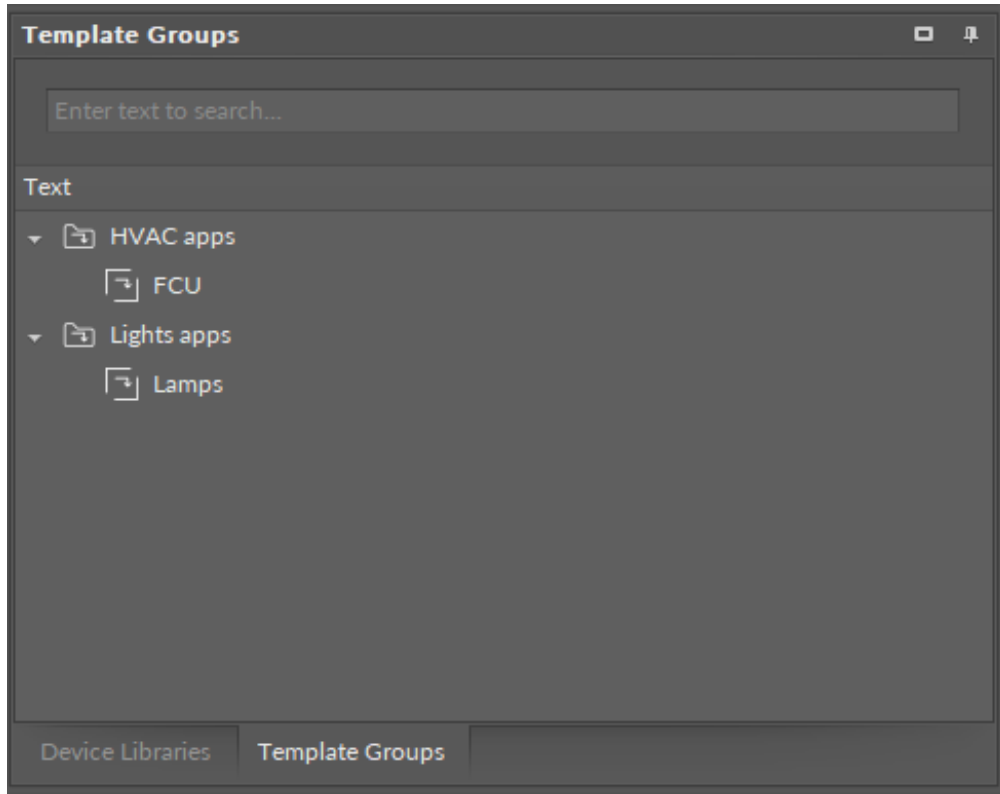 Template Groups
Enter text to search...
Text
HVAC apps
FCU
Lights apps
Lamps
Device Libraries Template Groups